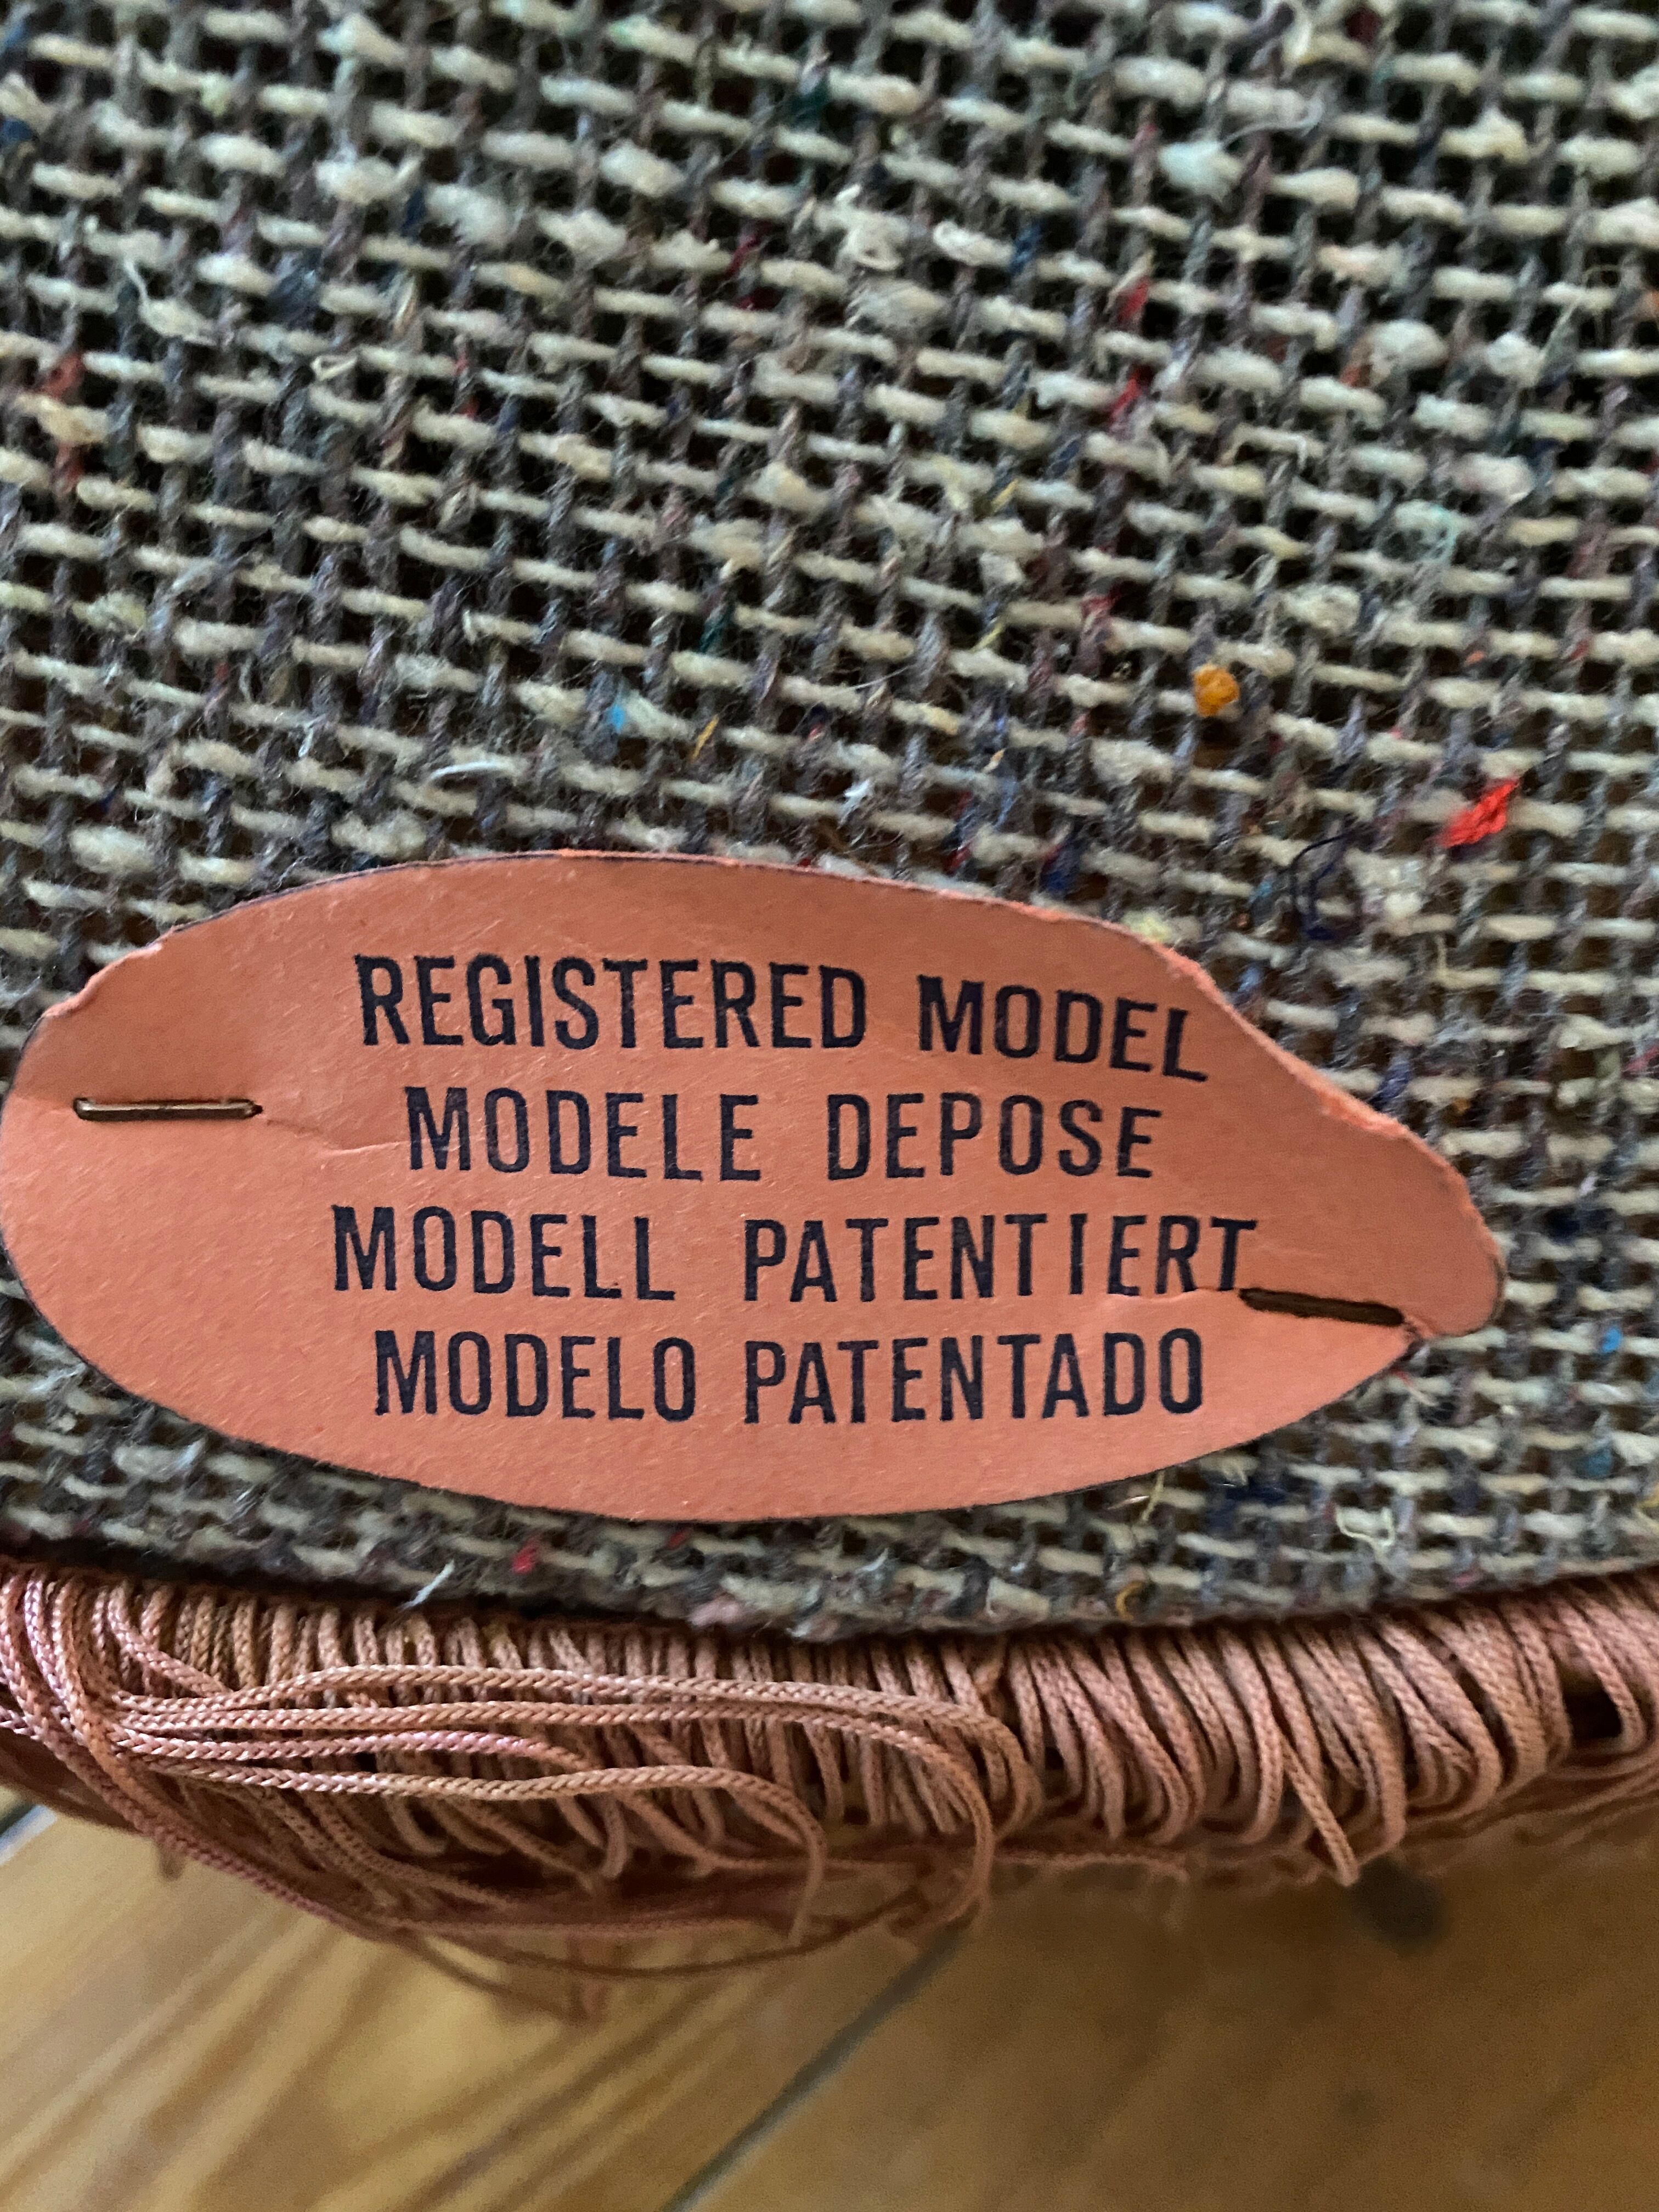 REGISTERED MODEL
MODELE DEPOSE
MODELL PATENTIERT
MODELO PATENTADO